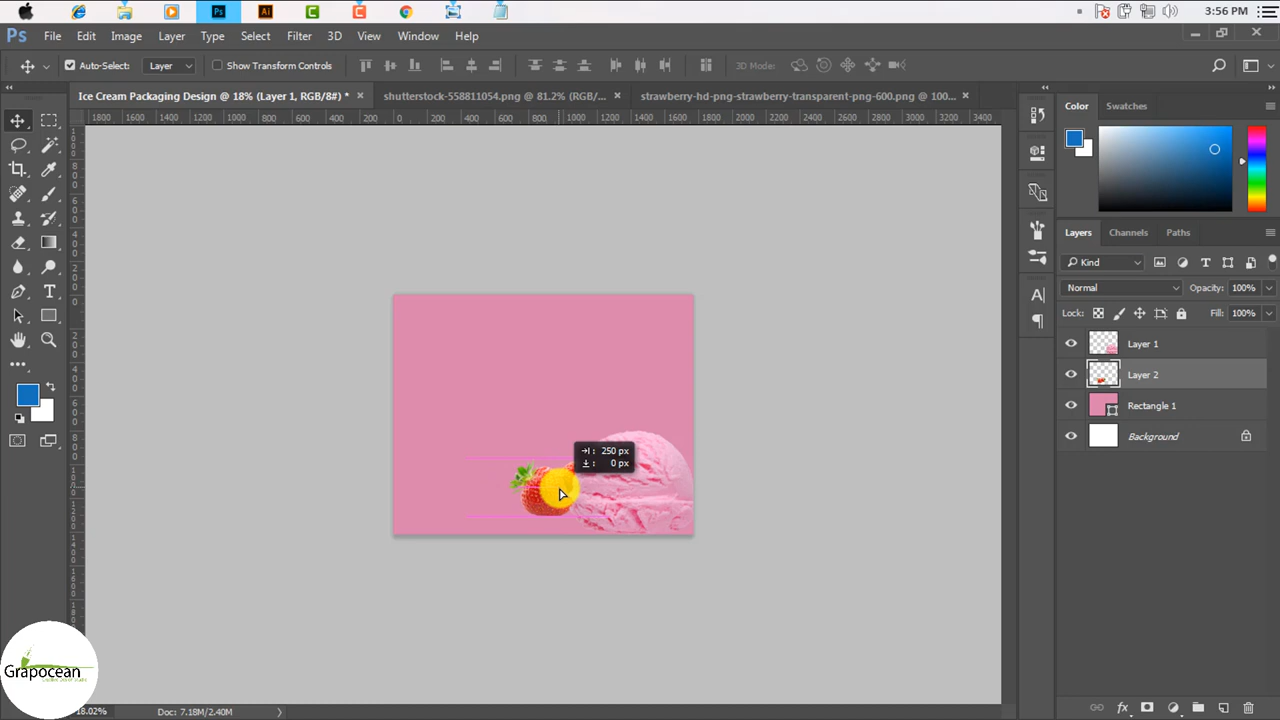 3:56 PM
Ps File Edit Image Layer Type Select Filter 3D View Window Help
Auto-Select: Layer Show Transform Controls 3D Mode:
Ice Cream Packaging Design @ 18% (Layer 1, RGB/8#) * × shutterstock-558811054.png @ 81.2% (RGB/... × strawberry-hd-png-strawberry-transparent-png-600.png @ 100... ×
1800 1600 1400 1200 1000 800 600 400 200 0 200 400 600 800 1000 1200 1400 1600 1800 2000 2200 2400 2600 2800 3000 3200 3400
Color Swatches
Layers Channels Paths
Kind
Normal Opacity: 100%
Lock: Fill: 100%
Layer 1
Layer 2
Rectangle 1
Background
250 px
0 px
Grapocean
18.02% Doc: 7.18M/2.40M